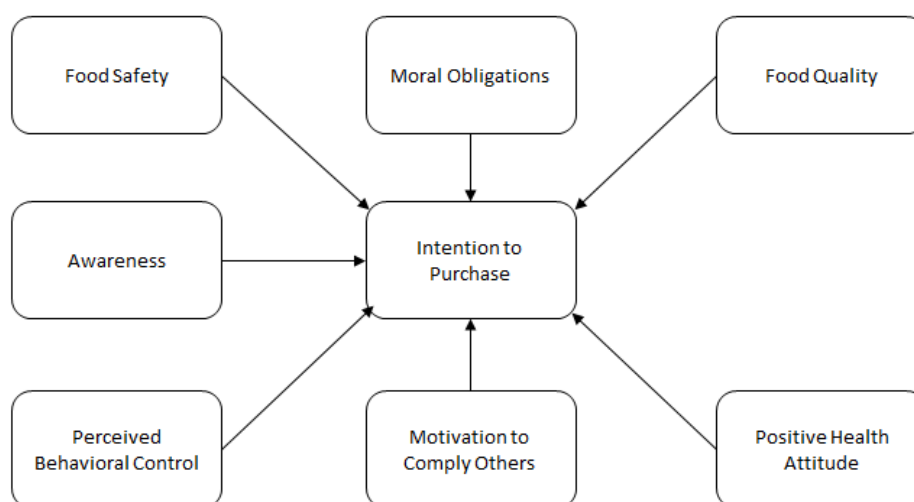 Food Safety
Moral Obligations
Food Quality
Awareness
Intention to
Purchase
Perceived
Behavioral Control
Motivation to
Comply Others
Positive Health
Attitude